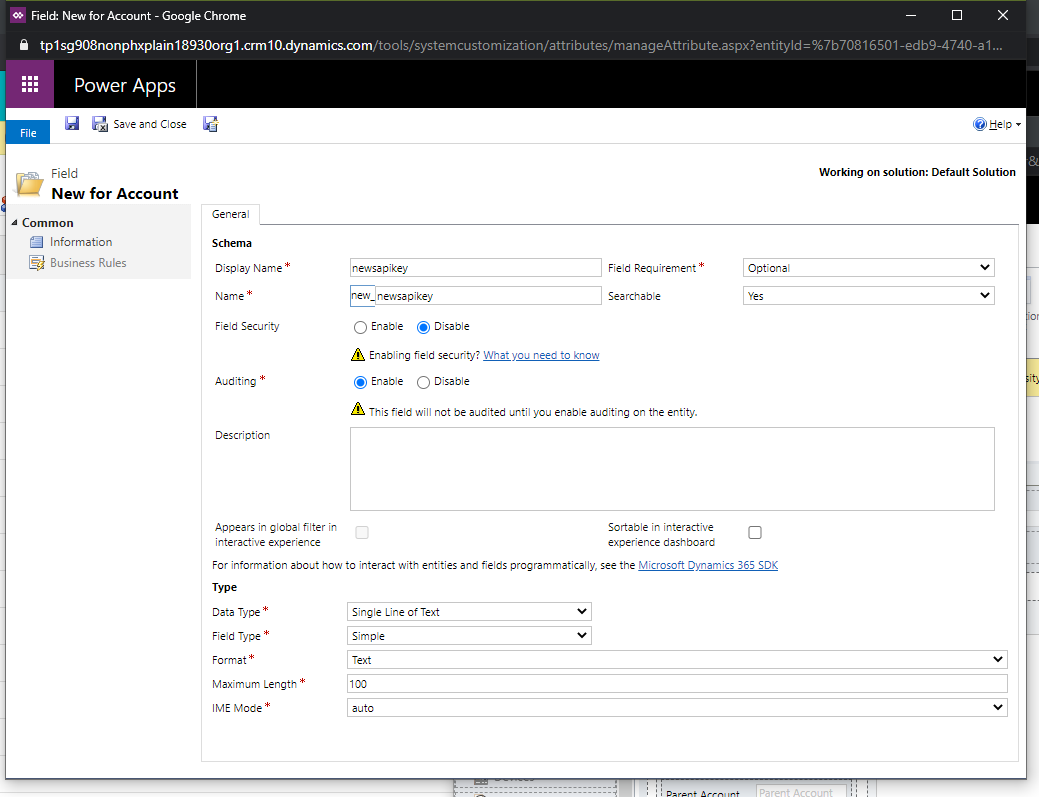 Field: New for Account - Google Chrome
tp1sg908nonphxplain18930org1.crm10.dynamics.com/tools/systemcustomization/attributes/manageAttribute.aspx?entityId=%7b70816501-edb9-4740-a1...
Power Apps
File
Save and Close
Help
Field
New for Account
Working on solution: Default Solution
Common
Information
Business Rules
General
Schema
Display Name * newsapikey Field Requirement * Optional
Name * new_ newsapikey Searchable Yes
Field Security Enable Disable
Enabling field security? What you need to know
Auditing * Enable Disable
This field will not be audited until you enable auditing on the entity.
Description
Appears in global filter in
interactive experience
Sortable in interactive
experience dashboard
For information about how to interact with entities and fields programmatically, see the Microsoft Dynamics 365 SDK
Type
Data Type * Single Line of Text
Field Type * Simple
Format * Text
Maximum Length * 100
IME Mode * auto
Parent Account Parent Account